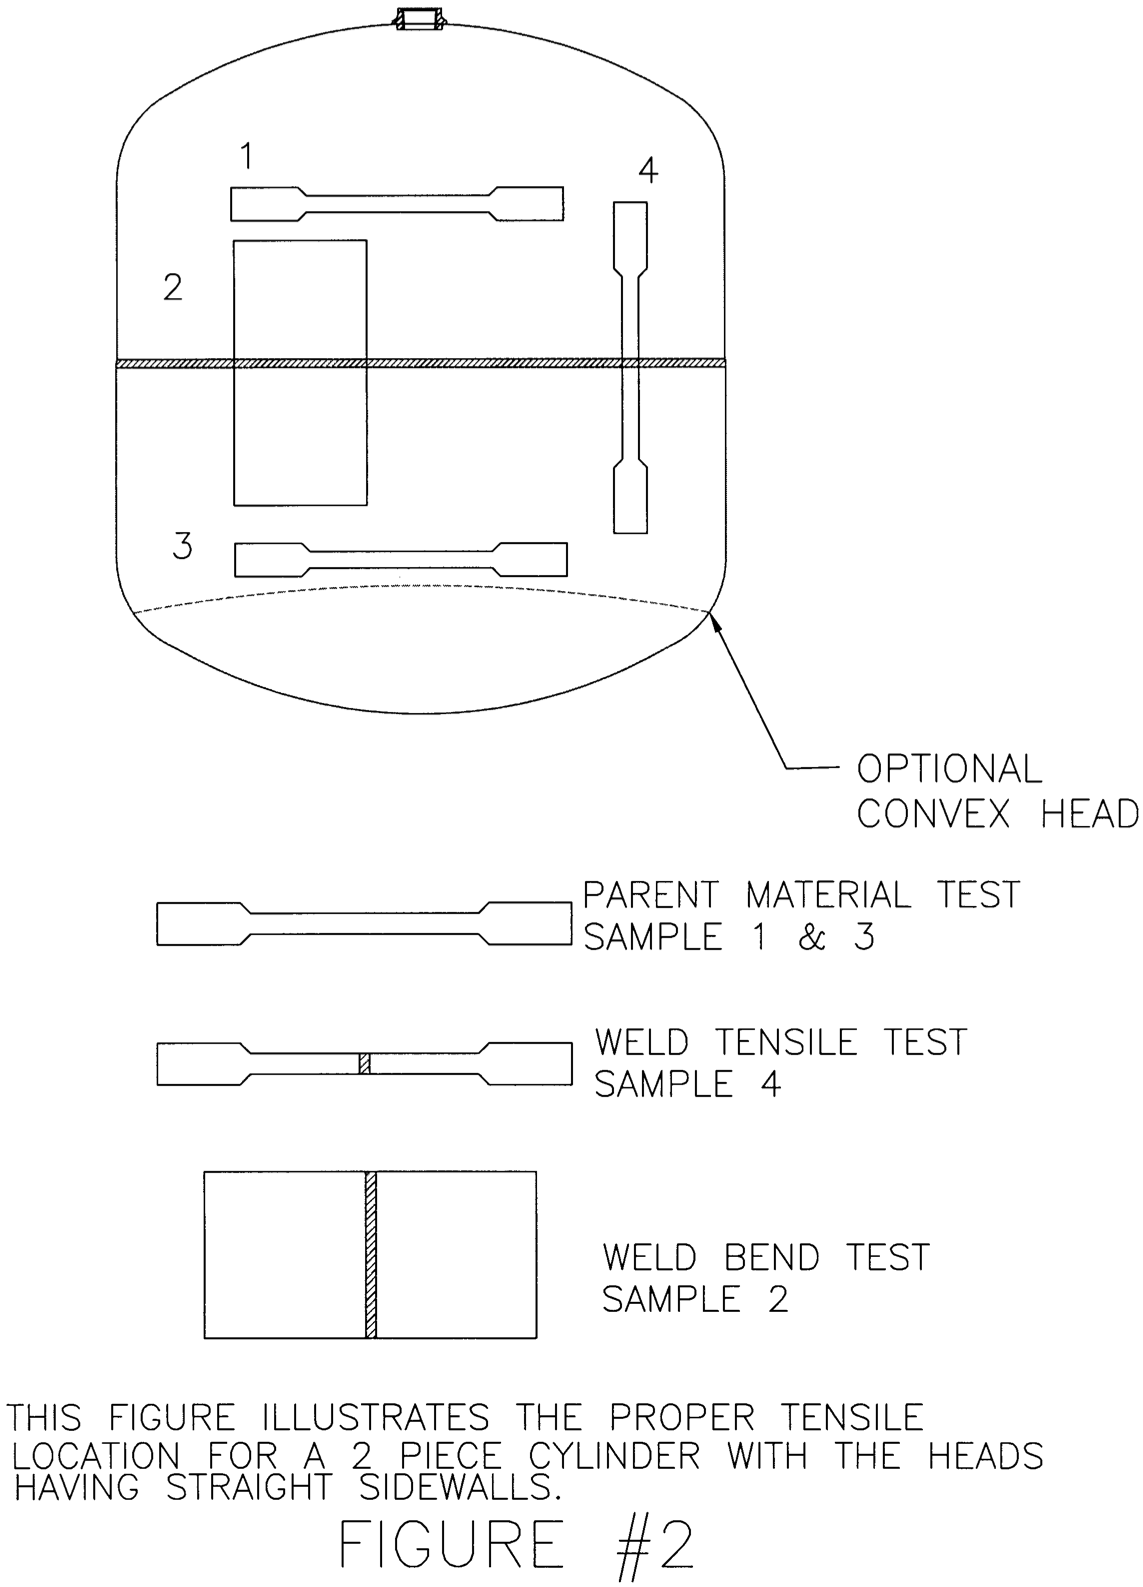 1
4
2
3
OPTIONAL
CONVEX HEAD
PARENT MATERIAL TEST
SAMPLE 1 & 3
WELD TENSILE TEST
SAMPLE 4
WELD BEND TEST
SAMPLE 2
THIS FIGURE ILLUSTRATES THE PROPER TENSILE
LOCATION FOR A 2 PIECE CYLINDER WITH THE HEADS
HAVING STRAIGHT SIDEWALLS.
FIGURE #2